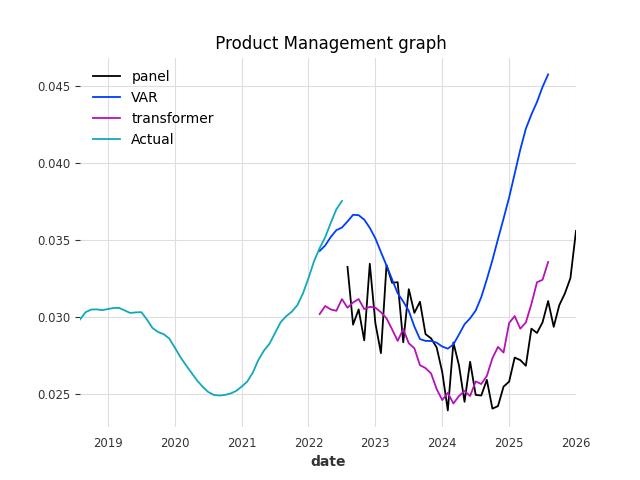 Product Management graph
panel
VAR
transformer
Actual
0.045
0.040
0.035
0.030
0.025
2019 2020 2021 2022 2023 2024 2025 2026
date